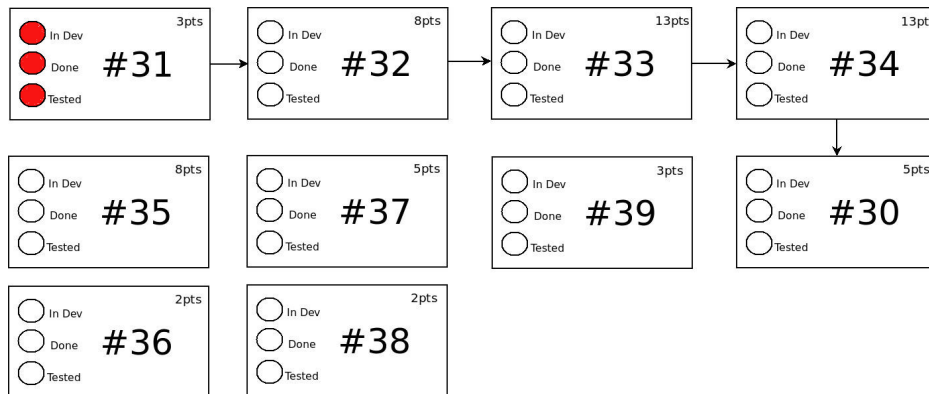 3pts
In Dev
Done
Tested
#31
8pts
In Dev
Done
Tested
#32
13pts
In Dev
Done
Tested
#33
13pt
In Dev
Done
Tested
#34
8pts
In Dev
Done
Tested
#35
5pts
In Dev
Done
Tested
#37
3pts
In Dev
Done
Tested
#39
5pts
In Dev
Done
Tested
#30
2pts
In Dev
Done
Tested
#36
2pts
In Dev
Done
Tested
#38